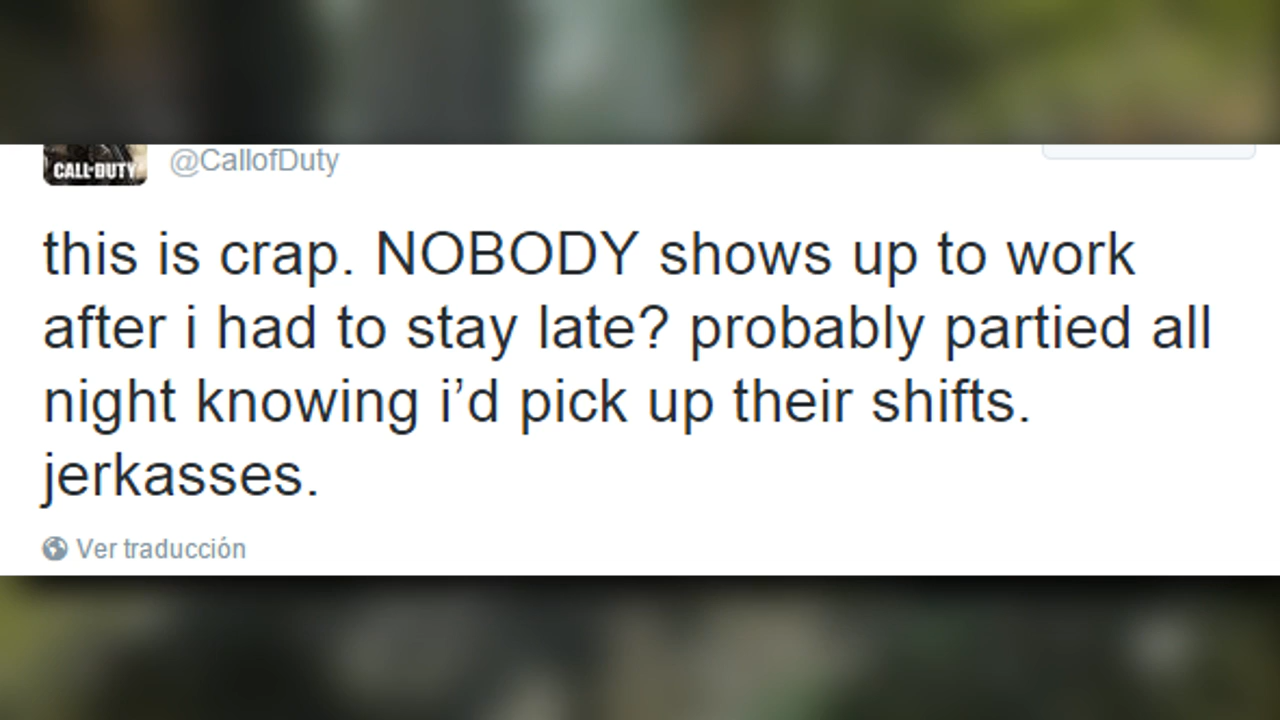 CALL OF DUTY
@CallofDuty
this is crap. NOBODY shows up to work
after i had to stay late? probably partied all
night knowing i’d pick up their shifts.
jerkasses.
Ver traducción